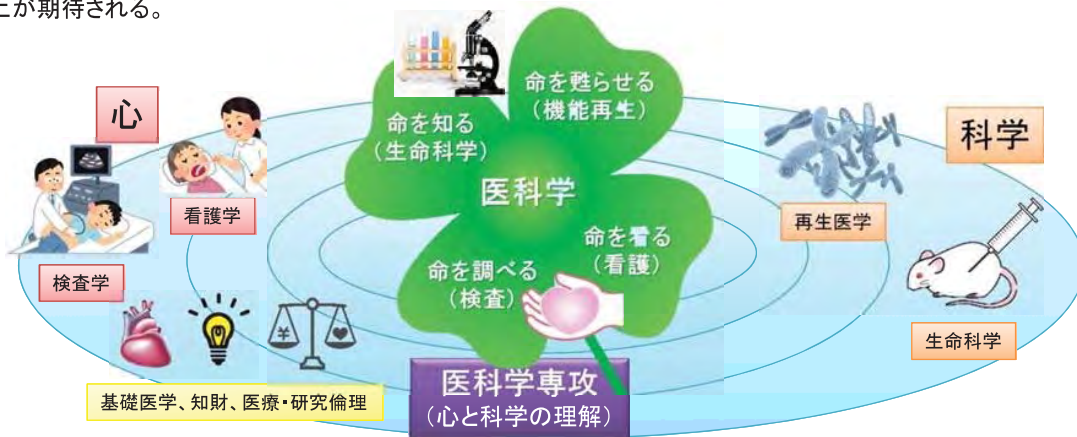 上が期待される。
心
科学
命を甦らせる
(機能再生)
命を知る
(生命科学)
医科学
命を看る
(看護)
命を調べる
(検査)
看護学
検査学
再生医学
生命科学
¥
基礎医学、知財、医療・研究倫理
医科学専攻
(心と科学の理解)